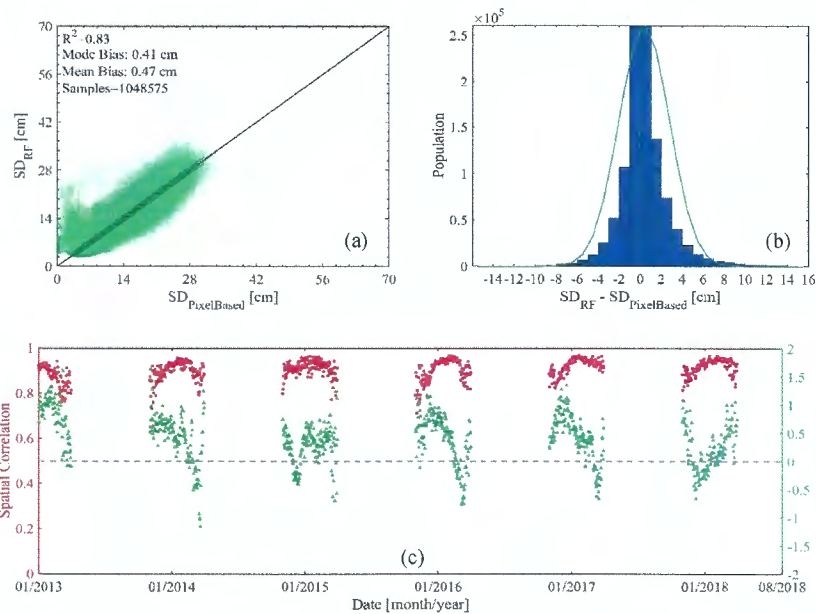 R²=0.83
Mode Bias: 0.41 cm
Mean Bias: 0.47 cm
Samples=1048575
70
56
42
28
14
0
SD_RF [cm]
0 14 28 42 56 70
SD_PixelBased [cm]
(a)
×10⁵
2.5
2
1.5
1
0.5
0
Population
-14 -12 -10 -8 -6 -4 -2 0 2 4 6 8 10 12 14 16
SD_RF - SD_PixelBased [cm]
(b)
1
0.8
0.6
0.4
0.2
0
Spatial Correlation
2
1.5
1
0.5
0
-0.5
-1
-1.5
-2
(c)
01/2013 01/2014 01/2015 01/2016 01/2017 01/2018 08/2018
Date [month/year]